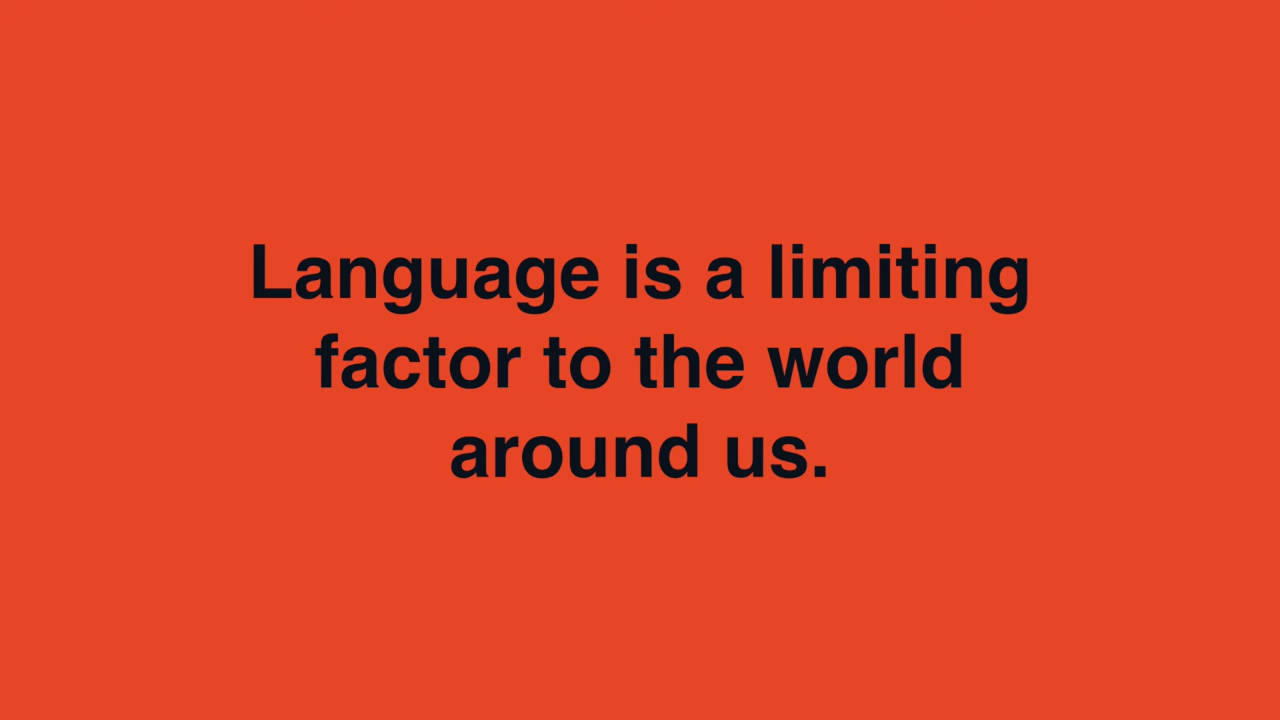 Language is a limiting
factor to the world
around us.